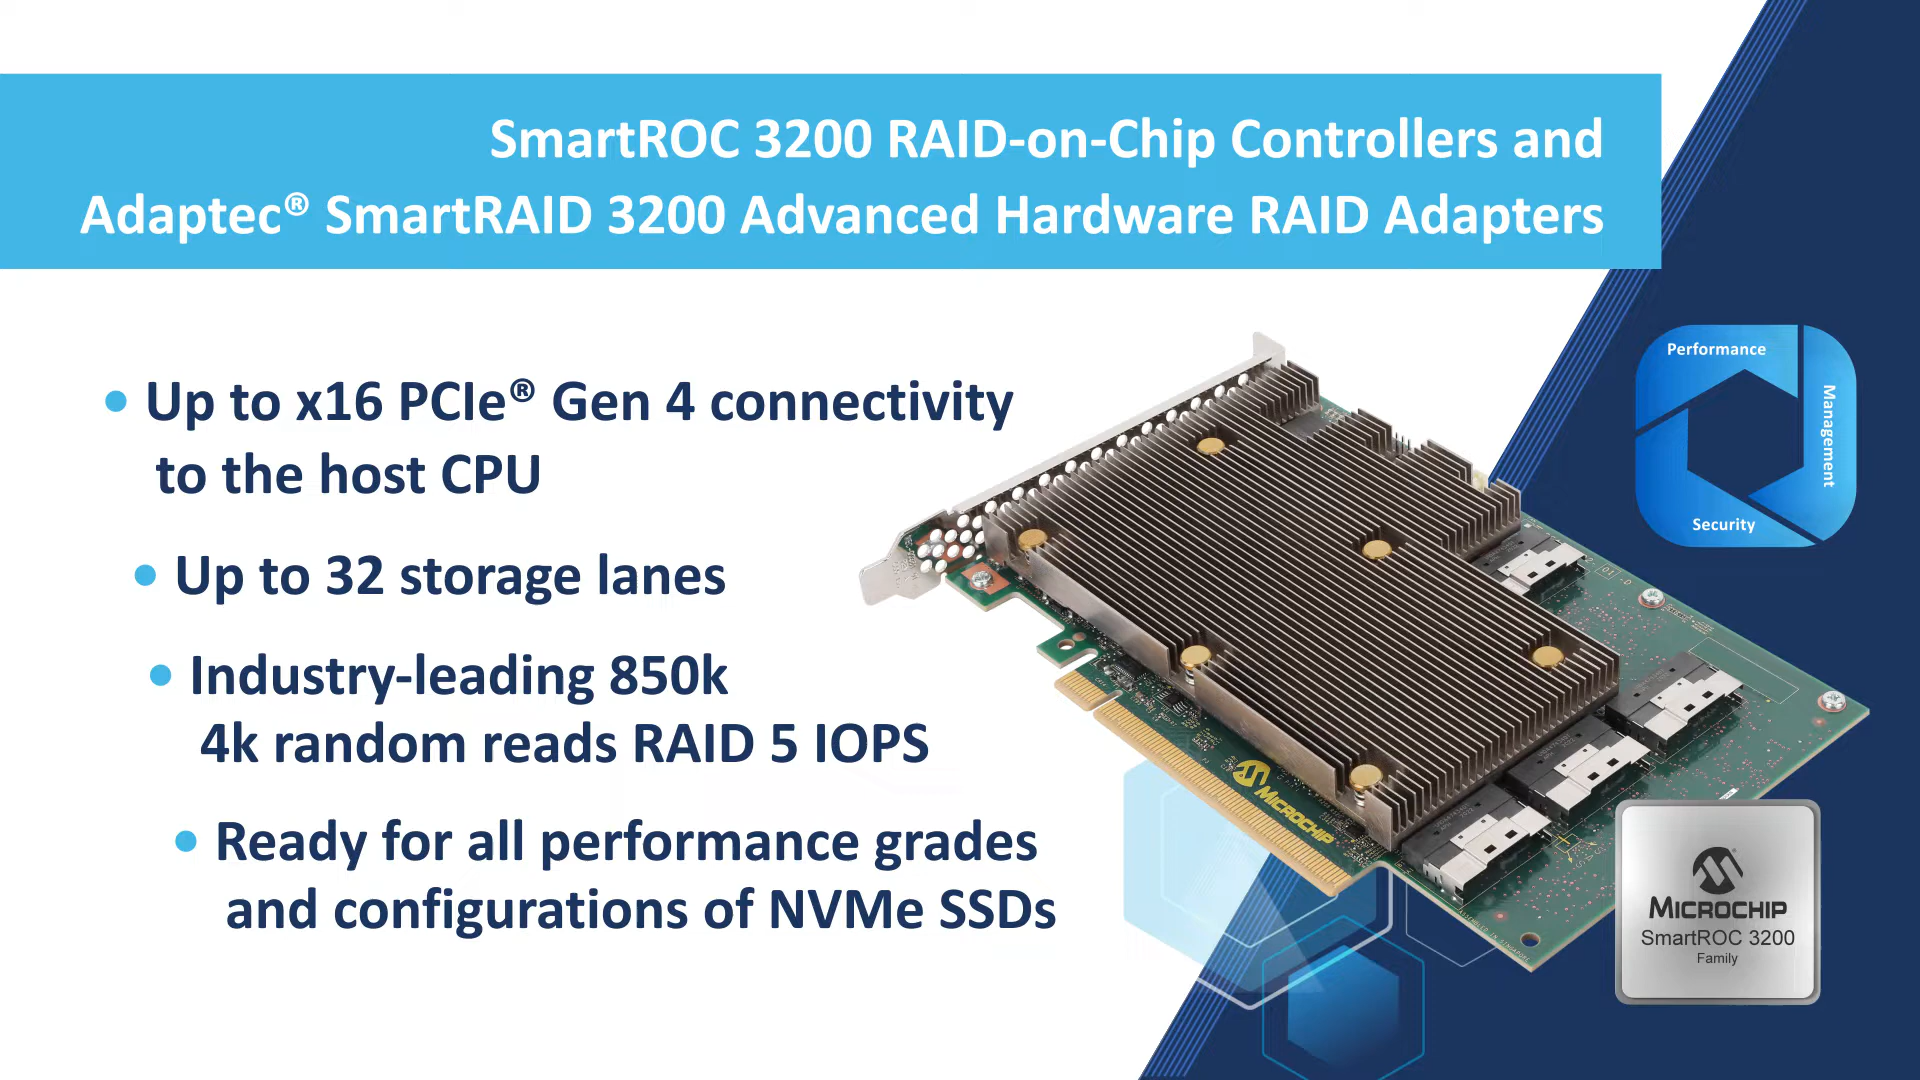 SmartROC 3200 RAID-on-Chip Controllers and
Adaptec® SmartRAID 3200 Advanced Hardware RAID Adapters
• Up to x16 PCIe® Gen 4 connectivity
to the host CPU
• Up to 32 storage lanes
• Industry-leading 850k
4k random reads RAID 5 IOPS
• Ready for all performance grades
and configurations of NVMe SSDs
Performance
Management
Security
MICROCHIP
MICROCHIP
SmartROC 3200
Family